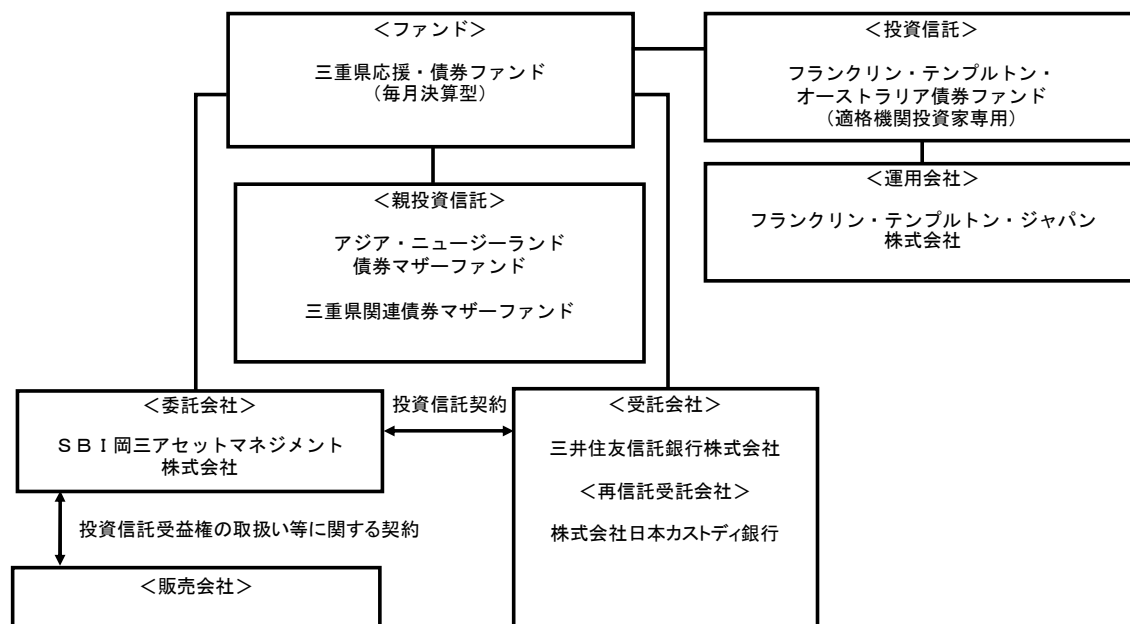 ＜ファンド＞
三重県応援・債券ファンド
（毎月決算型）
＜投資信託＞
フランクリン・テンプルトン・
オーストラリア債券ファンド
（適格機関投資家専用）
＜運用会社＞
フランクリン・テンプルトン・ジャパン
株式会社
＜親投資信託＞
アジア・ニュージーランド
債券マザーファンド
三重県関連債券マザーファンド
＜委託会社＞
ＳＢＩ岡三アセットマネジメント
株式会社
投資信託契約
＜受託会社＞
三井住友信託銀行株式会社
＜再信託受託会社＞
株式会社日本カストディ銀行
投資信託受益権の取扱い等に関する契約
＜販売会社＞